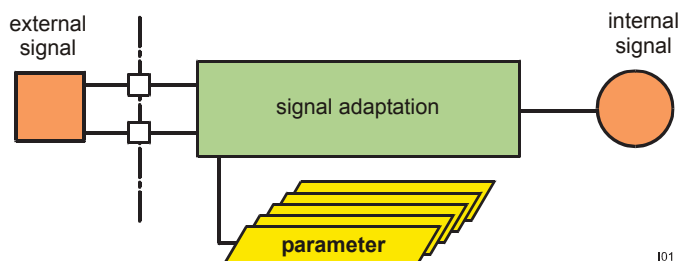 external
signal
internal
signal
signal adaptation
parameter
I01